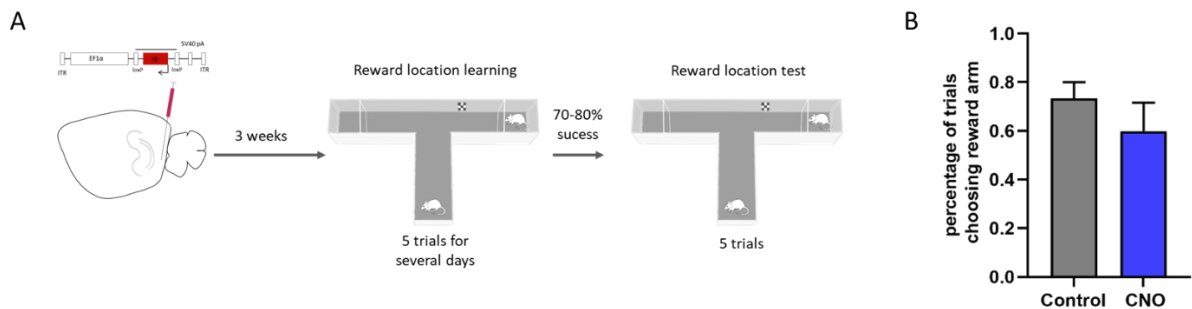 A
SV40 pA
EF1α
ITR
loxP
loxP
ITR
3 weeks
Reward location learning
5 trials for
several days
70-80%
sucess
Reward location test
5 trials
B
percentage of trials
choosing reward arm
1.0
0.8
0.6
0.4
0.2
0.0
Control
CNO